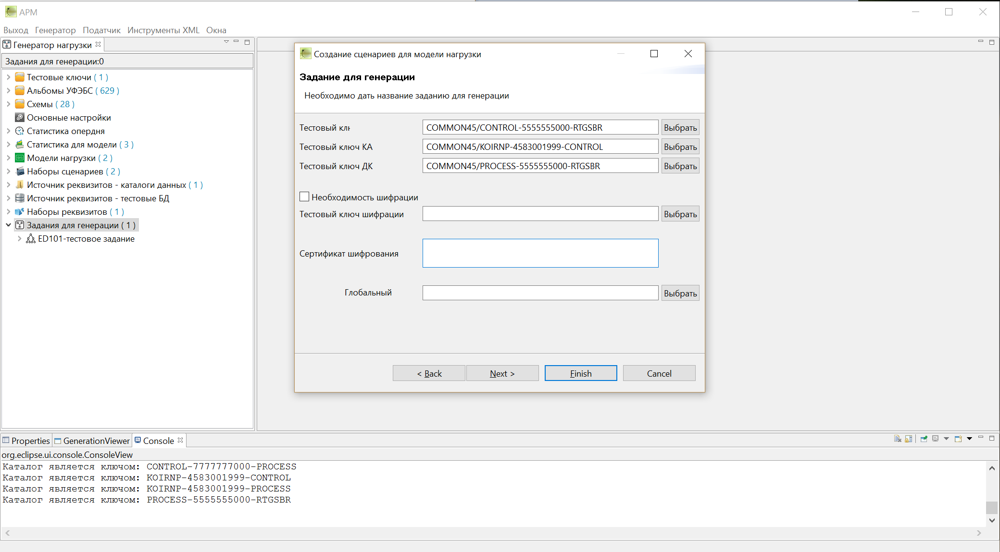 АРМ
Выход Генератор Податчик Инструменты XML Окна
Генератор нагрузки
Задания для генерации:0
Тестовые ключи ( 1 )
Альбомы УФЭБС ( 629 )
Схемы ( 28 )
Основные настройки
Статистика опердня
Статистика для модели ( 3 )
Модели нагрузки ( 2 )
Наборы сценариев ( 2 )
Источник реквизитов - каталоги данных ( 1 )
Источник реквизитов - тестовые БД
Наборы реквизитов ( 1 )
Задания для генерации ( 1 )
ED101-тестовое задание
Создание сценариев для модели нагрузки
Задание для генерации
Необходимо дать название заданию для генерации
Тестовый клн COMMON45/CONTROL-5555555000-RTGSBR Выбрать
Тестовый ключ КА COMMON45/KOIRNP-4583001999-CONTROL Выбрать
Тестовый ключ ДК COMMON45/PROCESS-5555555000-RTGSBR Выбрать
Необходимость шифрации
Тестовый ключ шифрации Выбрать
Сертификат шифрования
Глобальный Выбрать
< Back Next > Finish Cancel
Properties GenerationViewer Console
org.eclipse.ui.console.ConsoleView
Каталог является ключом: CONTROL-7777777000-PROCESS
Каталог является ключом: KOIRNP-4583001999-CONTROL
Каталог является ключом: KOIRNP-4583001999-PROCESS
Каталог является ключом: PROCESS-5555555000-RTGSBR